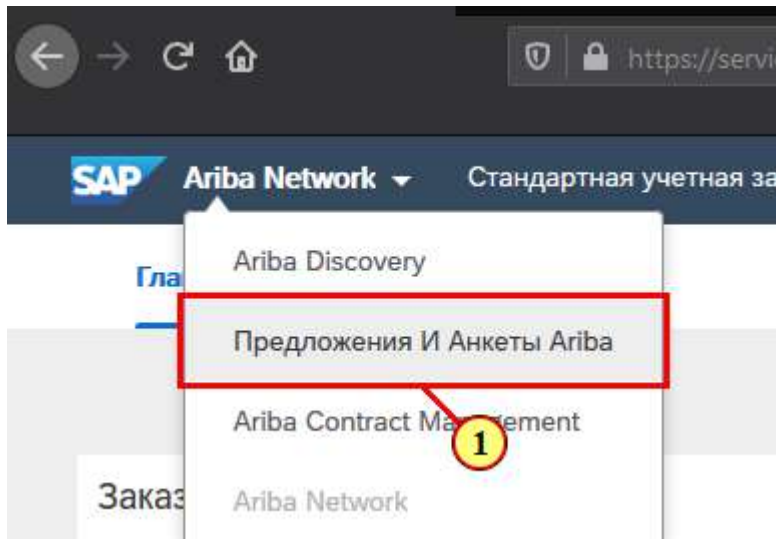 https://servi
SAP Ariba Network Стандартная учетная за
Ariba Discovery
Гла
Предложения И Анкеты Ariba
Ariba Contract Management
1
Заказ
Ariba Network